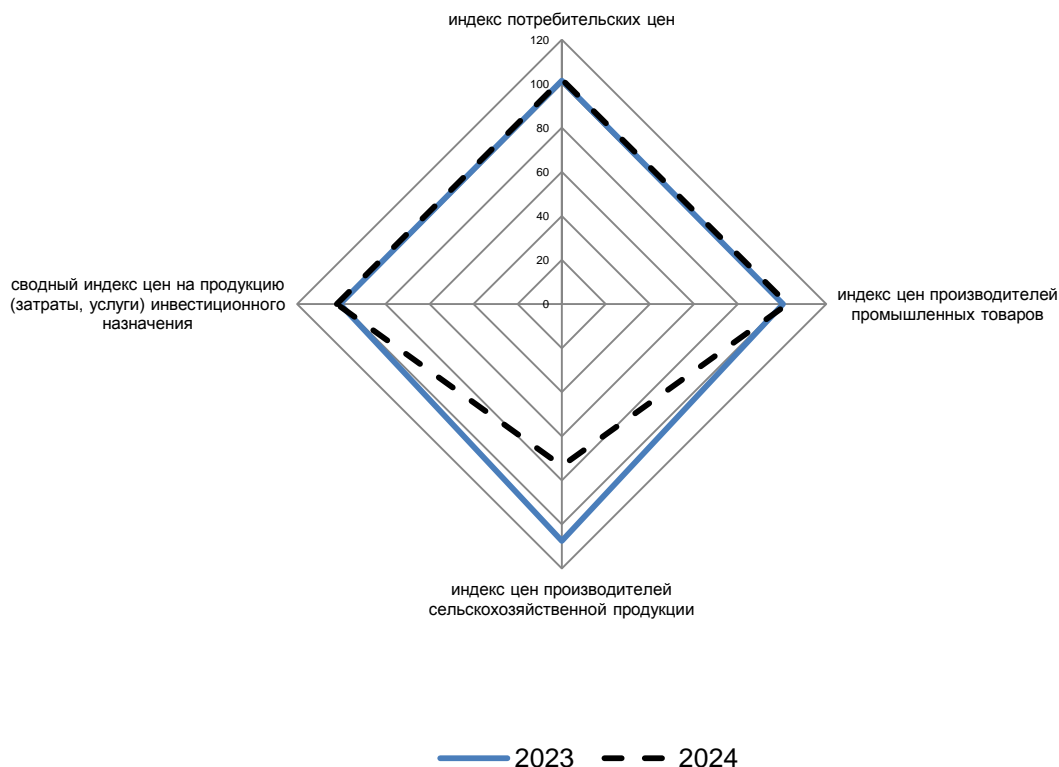 индекс потребительских цен
120
100
80
60
40
20
0
сводный индекс цен на продукцию
(затраты, услуги) инвестиционного
назначения
индекс цен производителей
промышленных товаров
индекс цен производителей
сельскохозяйственной продукции
2023 2024